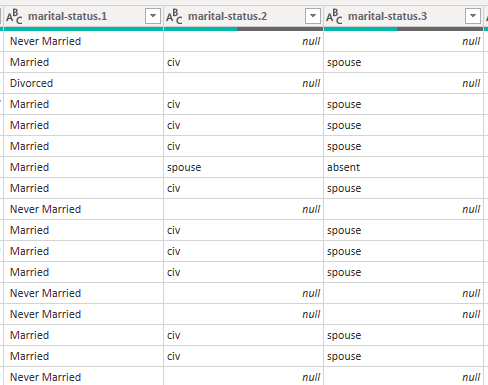 ABC marital-status.1 ABC marital-status.2 ABC marital-status.3
Never Married null null
Married civ spouse
Divorced null null
Married civ spouse
Married civ spouse
Married civ spouse
Married spouse absent
Married civ spouse
Never Married null null
Married civ spouse
Married civ spouse
Married civ spouse
Never Married null null
Never Married null null
Married civ spouse
Married civ spouse
Never Married null null